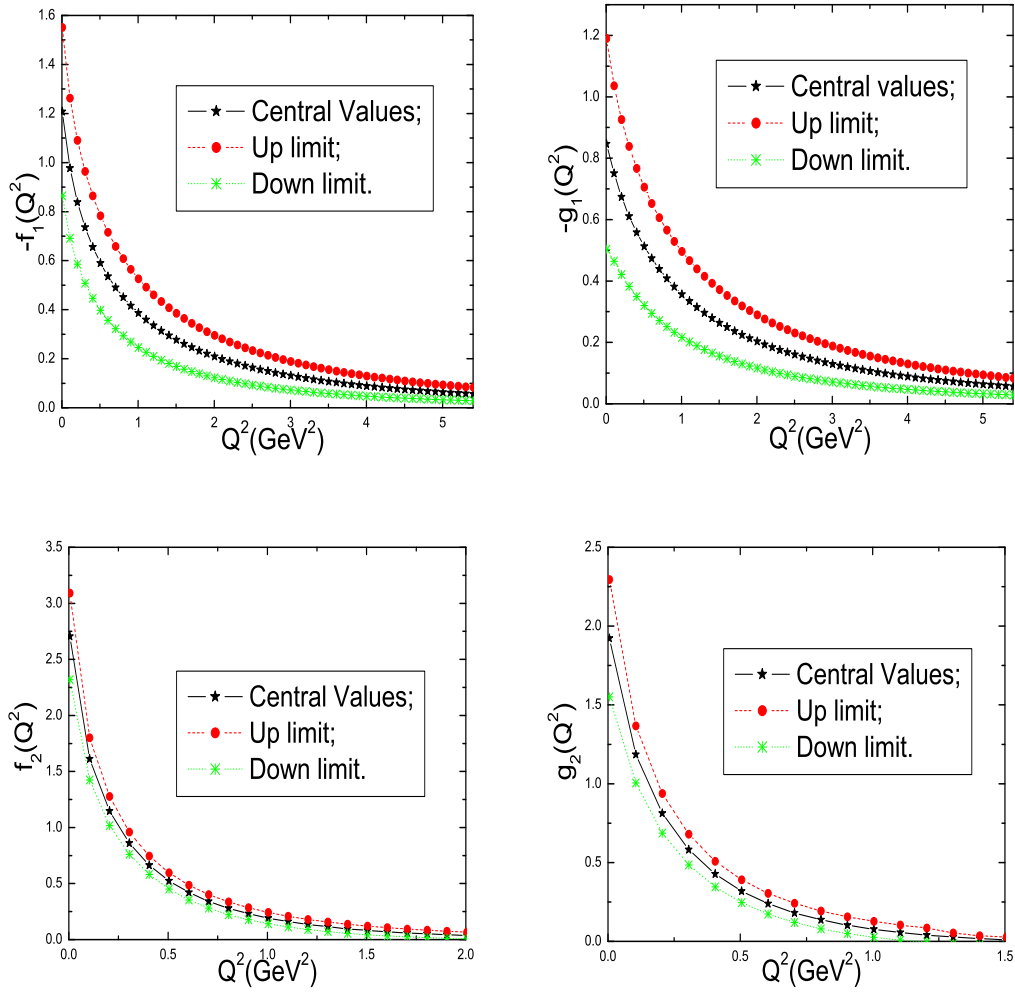 1.6
1.4
1.2
1.0
0.8
0.6
0.4
0.2
0.0
-f₁(Q²)
Central Values;
Up limit;
Down limit.
0 1 2 3 4 5
Q²(GeV²)
1.2
1.0
0.8
0.6
0.4
0.2
0.0
-g₁(Q²)
Central values;
Up limit;
Down limit.
0 1 2 3 4 5
Q²(GeV²)
3.5
3.0
2.5
2.0
1.5
1.0
0.5
0.0
f₂(Q²)
Central Values;
Up limit;
Down limit.
0.0 0.5 1.0 1.5 2.0
Q²(GeV²)
2.5
2.0
1.5
1.0
0.5
0.0
g₂(Q²)
Central Values;
Up limit;
Down limit.
0.0 0.5 1.0 1.5
Q²(GeV²)